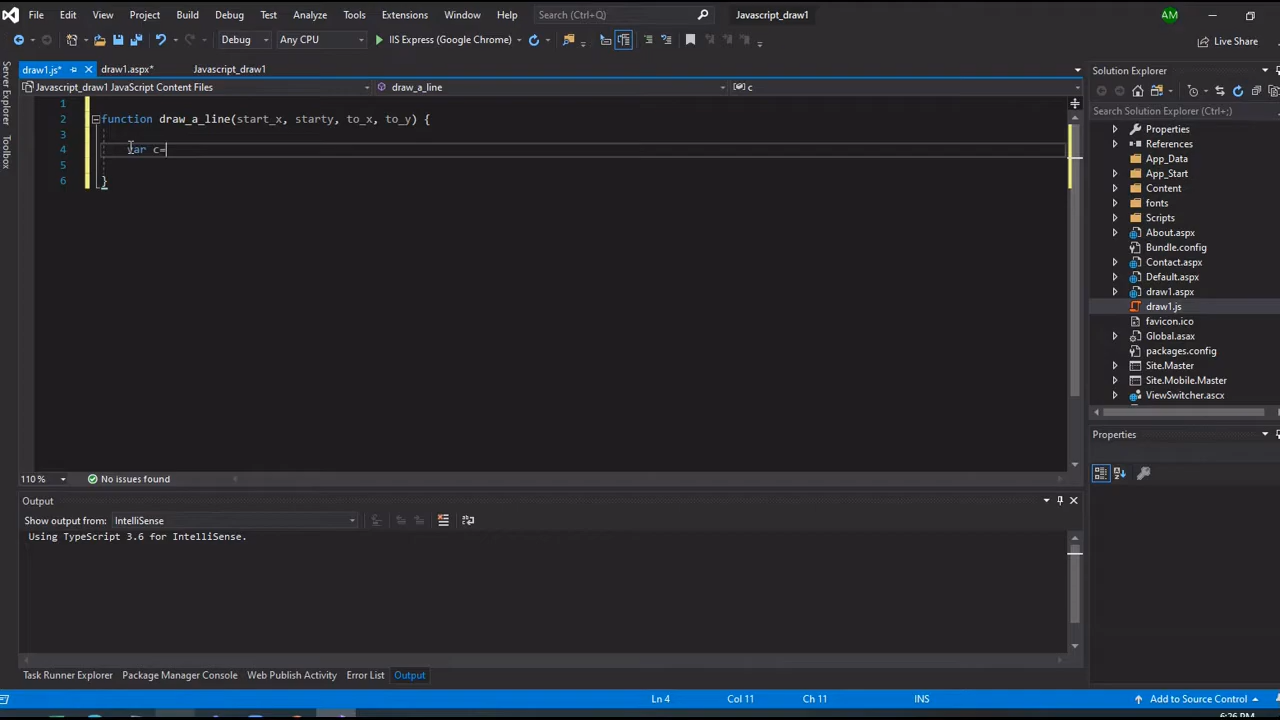 File Edit View Project Build Debug Test Analyze Tools Extensions Window Help Search (Ctrl+Q) Javascript_draw1 AM
Debug Any CPU IIS Express (Google Chrome) Live Share
Server Explorer
Toolbox
draw1.js* draw1.aspx* Javascript_draw1
Javascript_draw1 JavaScript Content Files draw_a_line c
1
2 function draw_a_line(start_x, starty, to_x, to_y) {
3
4 var c=
5
6 }
110 % No issues found
Output
Show output from: IntelliSense
Using TypeScript 3.6 for IntelliSense.
Task Runner Explorer Package Manager Console Web Publish Activity Error List Output
Solution Explorer
Search Solution Explorer (Ctrl+;)
Properties
References
App_Data
App_Start
Content
fonts
Scripts
About.aspx
Bundle.config
Contact.aspx
Default.aspx
draw1.aspx
draw1.js
favicon.ico
Global.asax
packages.config
Site.Master
Site.Mobile.Master
ViewSwitcher.ascx
Properties
Ln 4 Col 11 Ch 11 INS Add to Source Control
6:26 PM